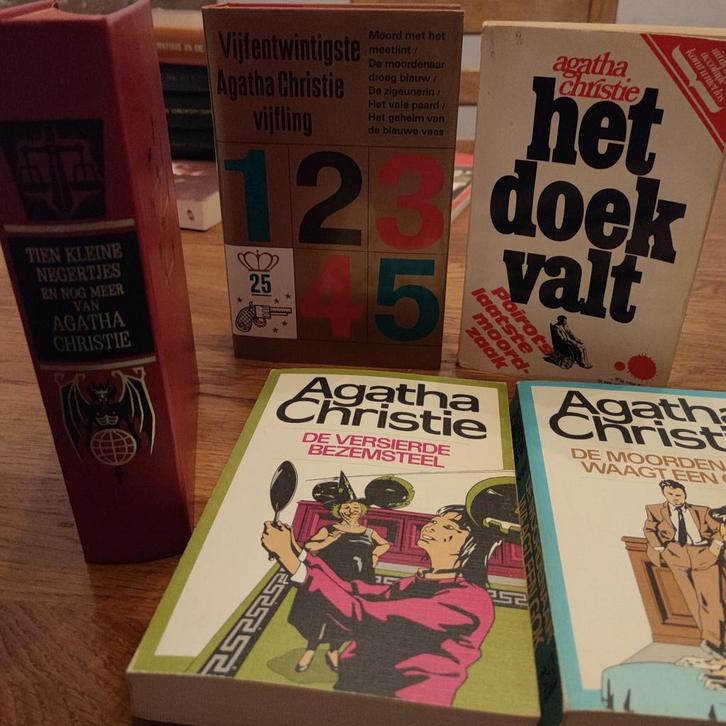 TIEN KLEINE
NEGERTJES
EN NOG MEER
VAN
AGATHA
CHRISTIE
Vijfentwintigste
Agatha Christie
vijfling
Moord met het
meetlint /
De moordenaar
droeg blauw /
De zigeunerin /
Het vale paard /
Het geheim van
de blauwe vaas
1 2 3
25
4 5
agatha
christie
het
doek
valt
Poirots
laatste
moord-
zaak
Agatha
Christie
DE VERSIERDE
BEZEMSTEEL
Agatha
Christ
DE MOORDEN
WAAGT EEN